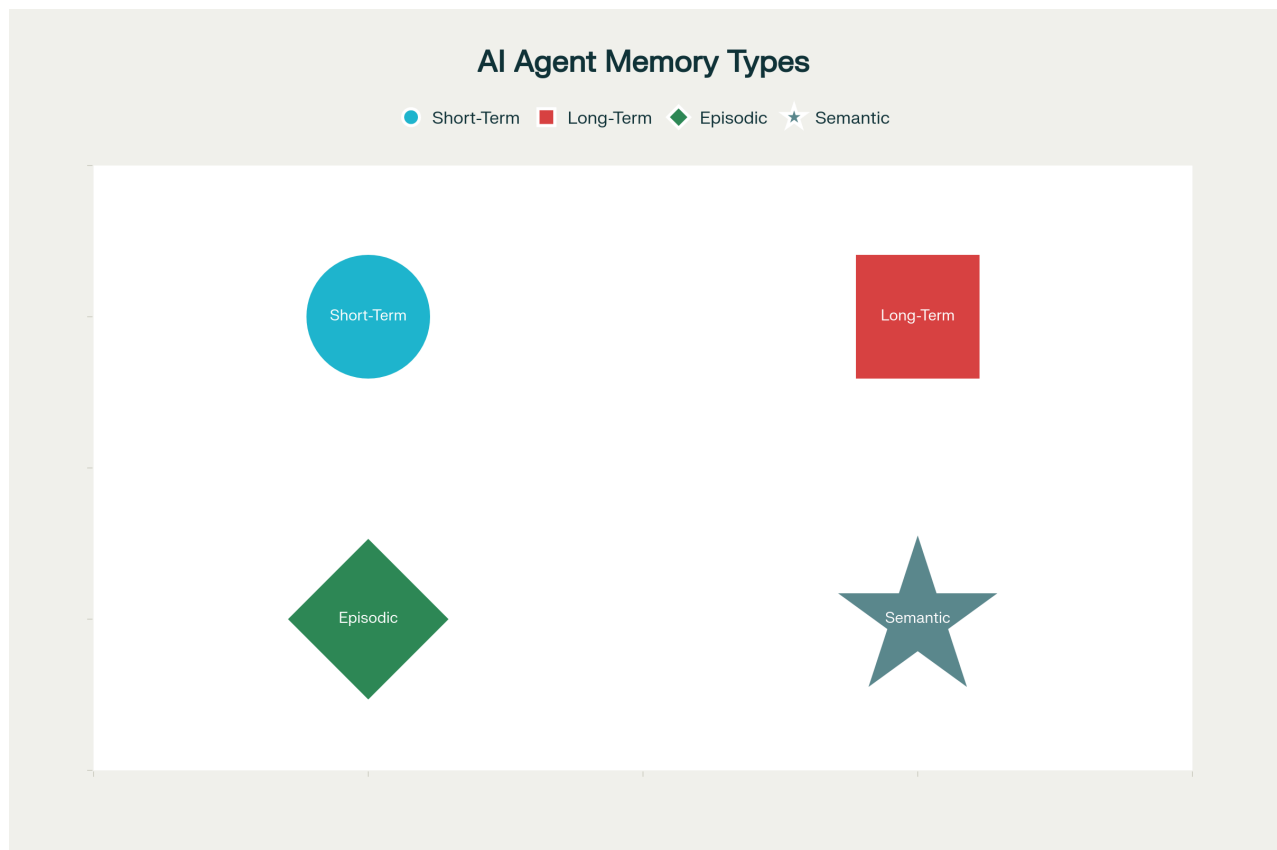 AI Agent Memory Types
Short-Term Long-Term Episodic Semantic
Short-Term Long-Term
Episodic Semantic